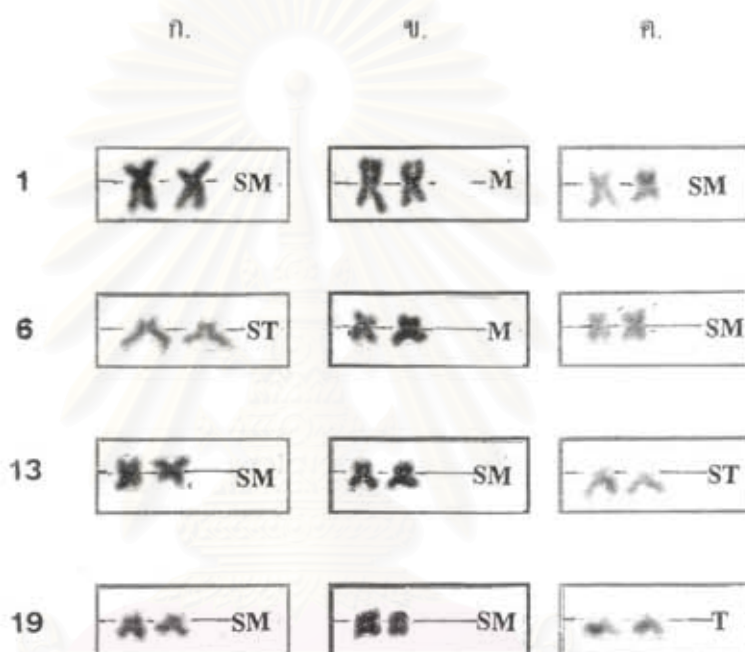 ก. ข. ค.
1 SM M SM
6 ST M SM
13 SM SM ST
19 SM SM T